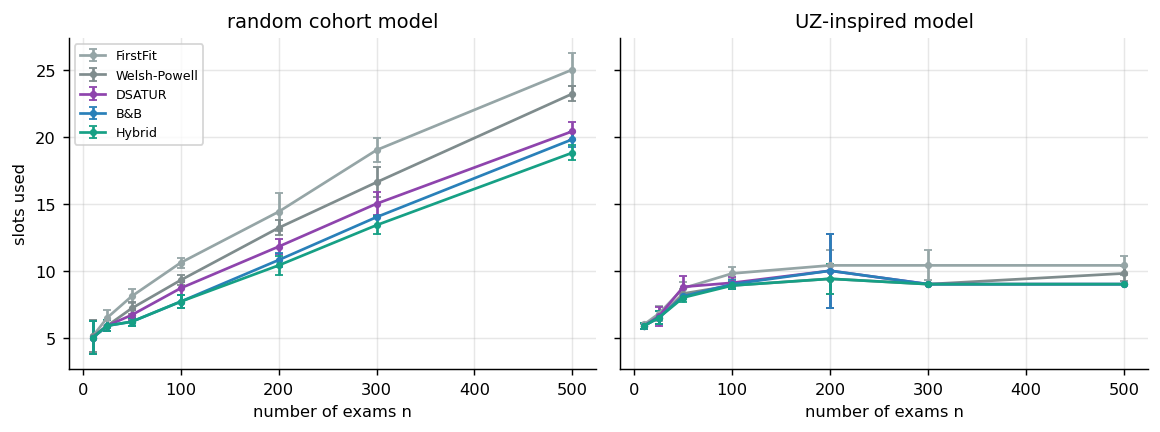 random cohort model
UZ-inspired model
FirstFit
Welsh-Powell
DSATUR
B&B
Hybrid
slots used
25
20
15
10
5
0
100
200
300
400
500
number of exams n
0
100
200
300
400
500
number of exams n